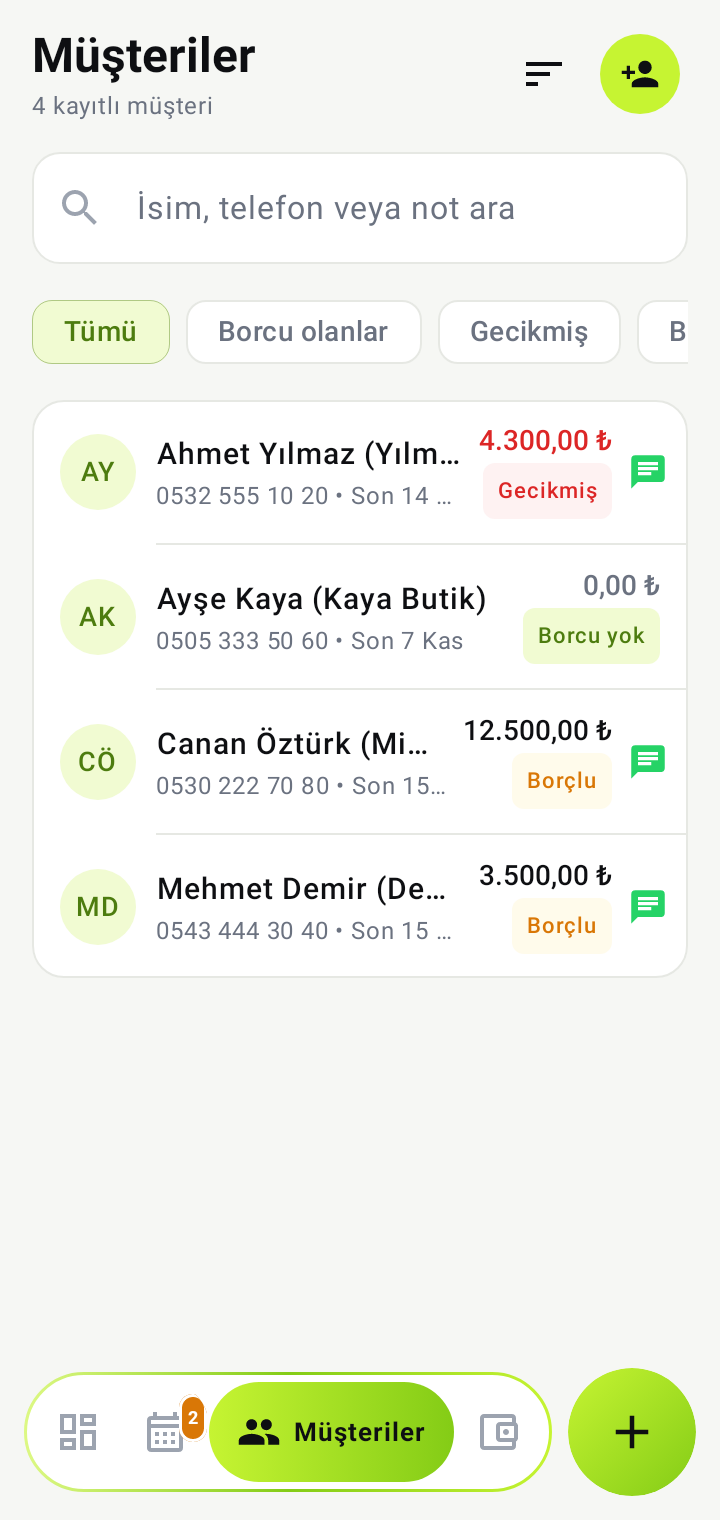 Müşteriler
4 kayıtlı müşteri
İsim, telefon veya not ara
Tümü
Borcu olanlar
Gecikmiş
B
AY
Ahmet Yılmaz (Yılm…
4.300,00 ₺
0532 555 10 20 • Son 14 …
Gecikmiş
AK
Ayşe Kaya (Kaya Butik)
0,00 ₺
0505 333 50 60 • Son 7 Kas
Borcu yok
CÖ
Canan Öztürk (Mi…
12.500,00 ₺
0530 222 70 80 • Son 15…
Borçlu
MD
Mehmet Demir (De…
3.500,00 ₺
0543 444 30 40 • Son 15 …
Borçlu
2
Müşteriler